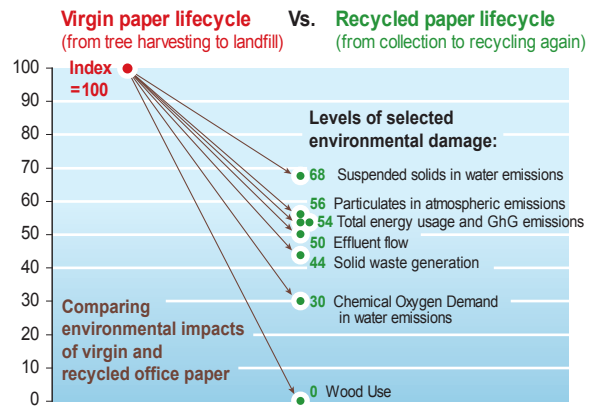 Virgin paper lifecycle
(from tree harvesting to landfill)
Vs.
Recycled paper lifecycle
(from collection to recycling again)
Index
=100
100
90
80
70
60
50
40
30
20
10
0
Levels of selected
environmental damage:
68 Suspended solids in water emissions
56 Particulates in atmospheric emissions
54 Total energy usage and GhG emissions
50 Effluent flow
44 Solid waste generation
30 Chemical Oxygen Demand
in water emissions
0 Wood Use
Comparing
environmental impacts
of virgin and
recycled office paper